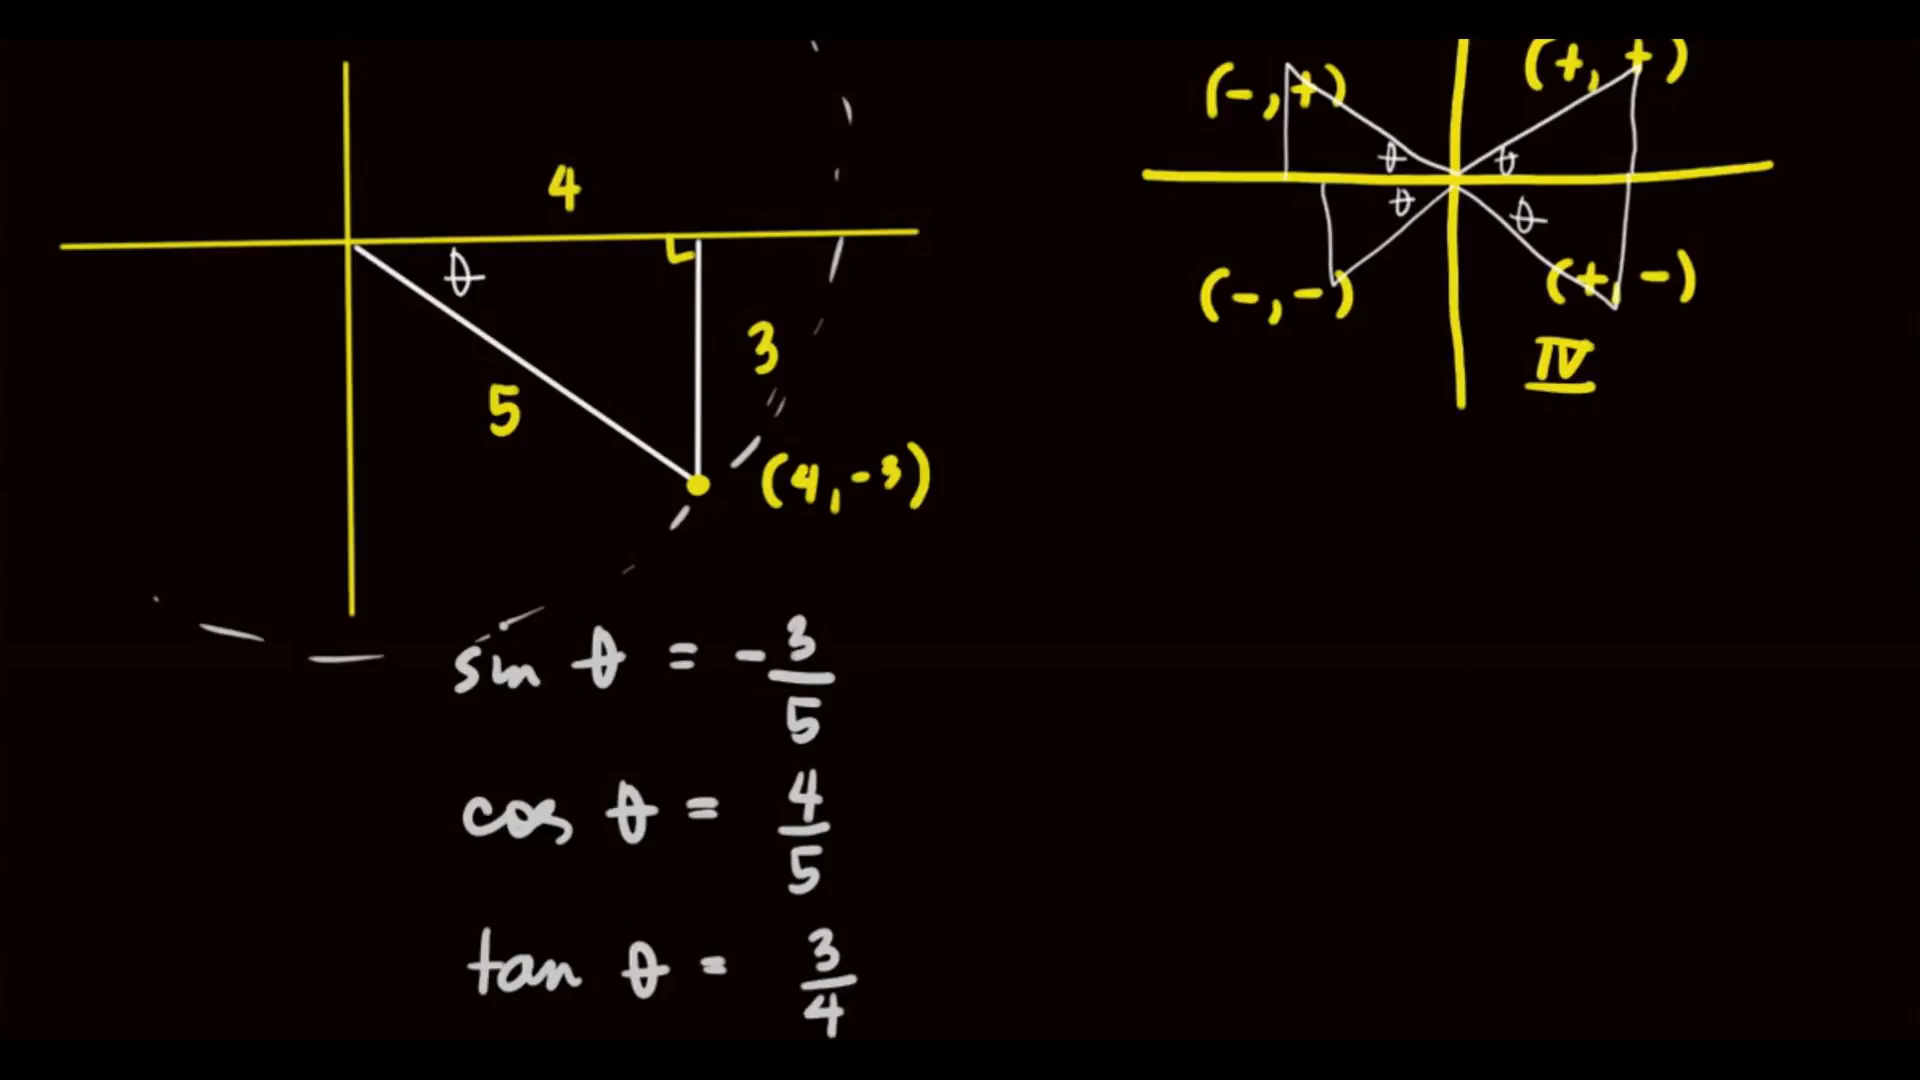 4
θ
3
5
(4,-3)
(-,+)
(+,+)
θ
θ
θ
θ
(-,-)
(+,-)
IV
sin θ = -3/5
cos θ = 4/5
tan θ = 3/4